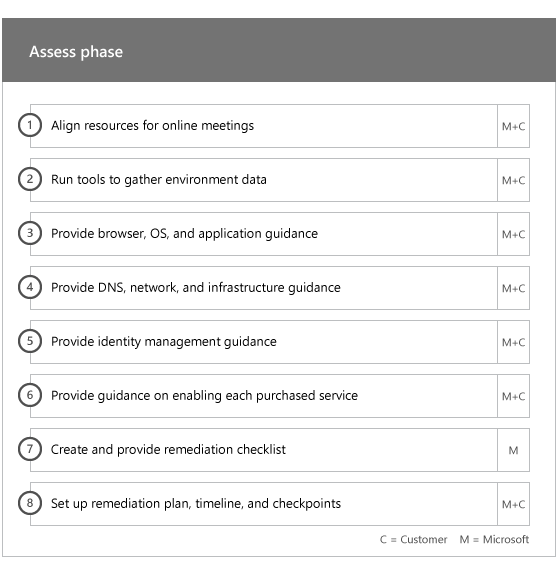 Assess phase
1 Align resources for online meetings M+C
2 Run tools to gather environment data M+C
3 Provide browser, OS, and application guidance M+C
4 Provide DNS, network, and infrastructure guidance M+C
5 Provide identity management guidance M+C
6 Provide guidance on enabling each purchased service M+C
7 Create and provide remediation checklist M
8 Set up remediation plan, timeline, and checkpoints M+C
C = Customer M = Microsoft